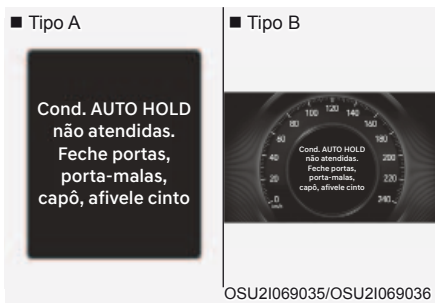 ■ Tipo A
Cond. AUTO HOLD
não atendidas.
Feche portas,
porta-malas,
capô, afivele cinto
■ Tipo B
0
20
40
60
80
100
120
140
160
180
200
220
240
km/h
Cond. AUTO HOLD
não atendidas.
Feche portas,
porta-malas,
capô, afivele cinto
OSU2I069035/OSU2I069036